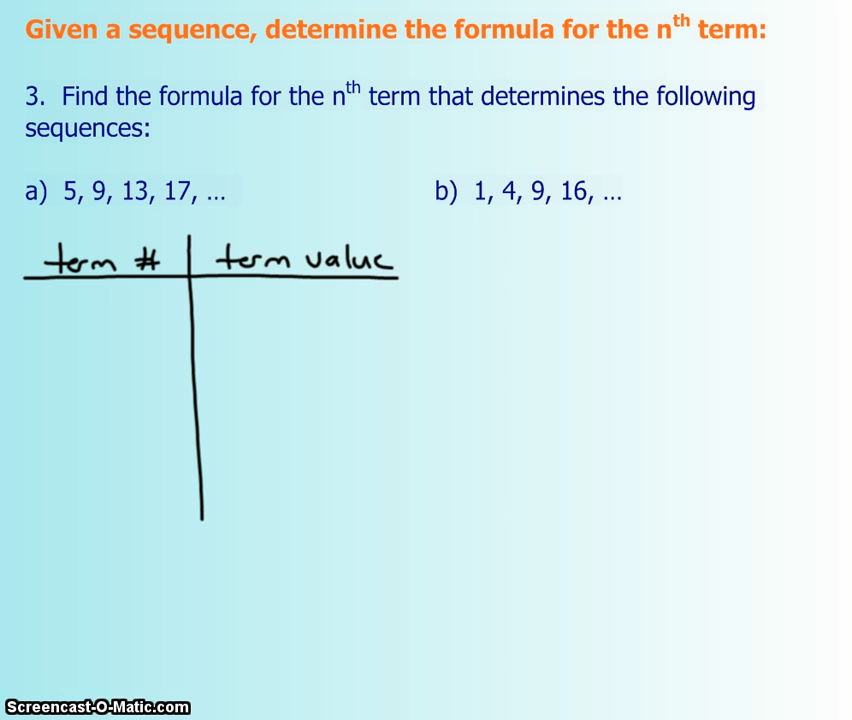 Given a sequence, determine the formula for the nth term:
3. Find the formula for the nth term that determines the following
sequences:
a) 5, 9, 13, 17, ...
b) 1, 4, 9, 16, ...
term # term value
Screencast-O-Matic.com